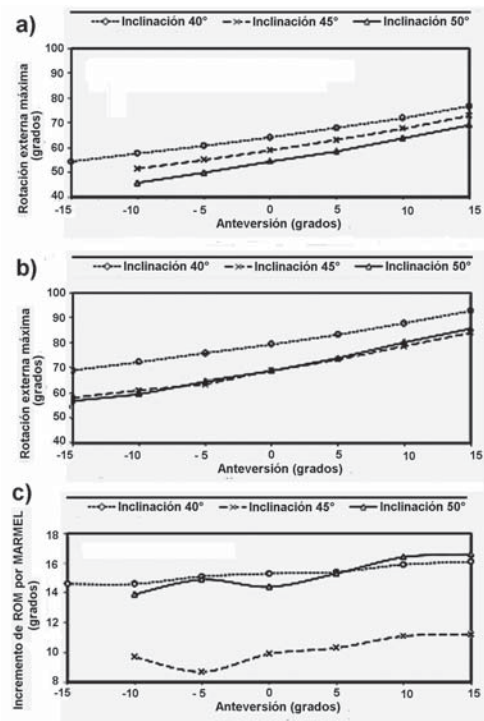 a)
Inclinación 40° Inclinación 45° Inclinación 50°
Rotación externa máxima
(grados)
100
90
80
70
60
50
40
-15 -10 - 5 0 5 10 15
Anteversión (grados)
b)
Inclinación 40° Inclinación 45° Inclinación 50°
Rotación externa máxima
(grados)
100
90
80
70
60
50
40
-15 -10 - 5 0 5 10 15
Anteversión (grados)
c)
Inclinación 40° Inclinación 45° Inclinación 50°
Incremento de ROM por MARMEL
(grados)
18
16
14
12
10
8
-15 -10 - 5 0 5 10 15
Anteversión (grados)